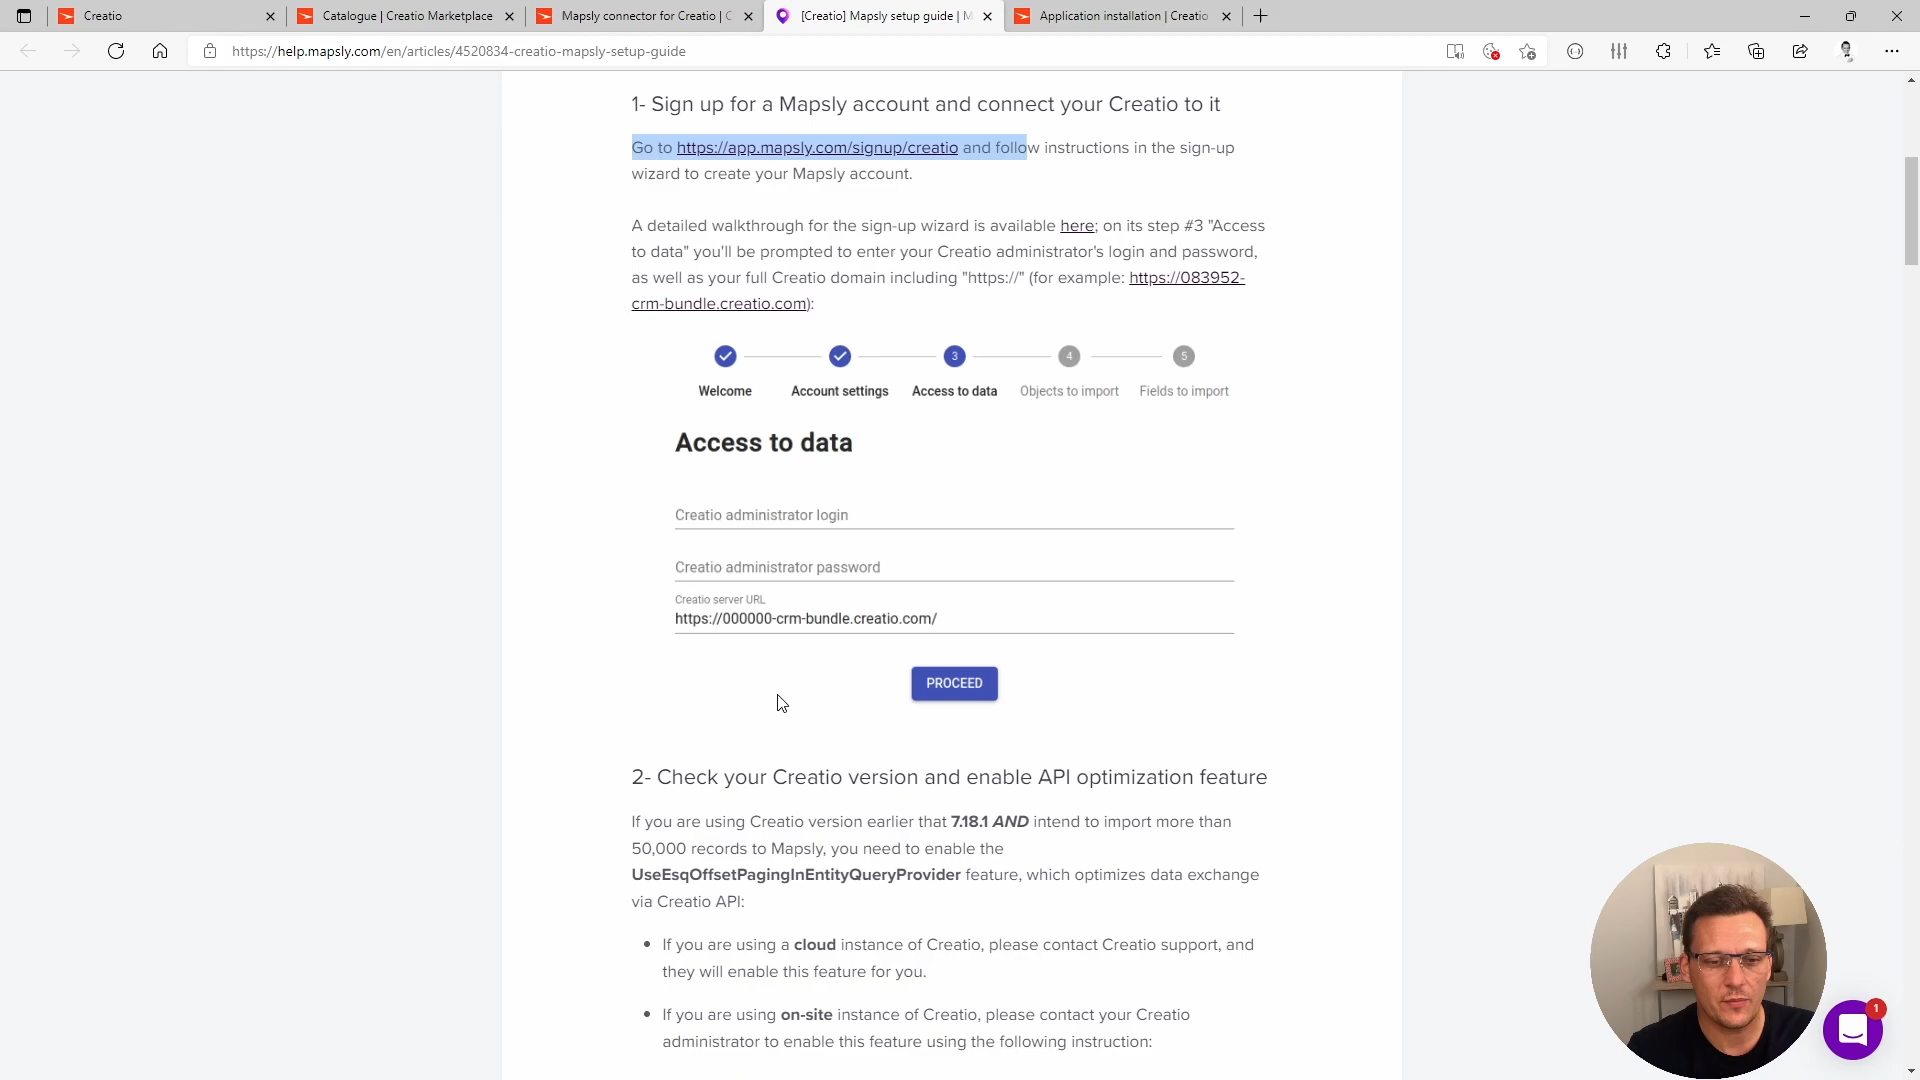 Creatio
Catalogue | Creatio Marketplace
Mapsly connector for Creatio | C
[Creatio] Mapsly setup guide | M
Application installation | Creatio
https://help.mapsly.com/en/articles/4520834-creatio-mapsly-setup-guide
1- Sign up for a Mapsly account and connect your Creatio to it
Go to https://app.mapsly.com/signup/creatio and follow instructions in the sign-up
wizard to create your Mapsly account.
A detailed walkthrough for the sign-up wizard is available here; on its step #3 "Access
to data" you'll be prompted to enter your Creatio administrator's login and password,
as well as your full Creatio domain including "https://" (for example: https://083952-
crm-bundle.creatio.com):
3
4
5
Welcome
Account settings
Access to data
Objects to import
Fields to import
Access to data
Creatio administrator login
Creatio administrator password
Creatio server URL
https://000000-crm-bundle.creatio.com/
PROCEED
2- Check your Creatio version and enable API optimization feature
If you are using Creatio version earlier that 7.18.1 AND intend to import more than
50,000 records to Mapsly, you need to enable the
UseEsqOffsetPagingInEntityQueryProvider feature, which optimizes data exchange
via Creatio API:
If you are using a cloud instance of Creatio, please contact Creatio support, and
they will enable this feature for you.
If you are using on-site instance of Creatio, please contact your Creatio
administrator to enable this feature using the following instruction:
1